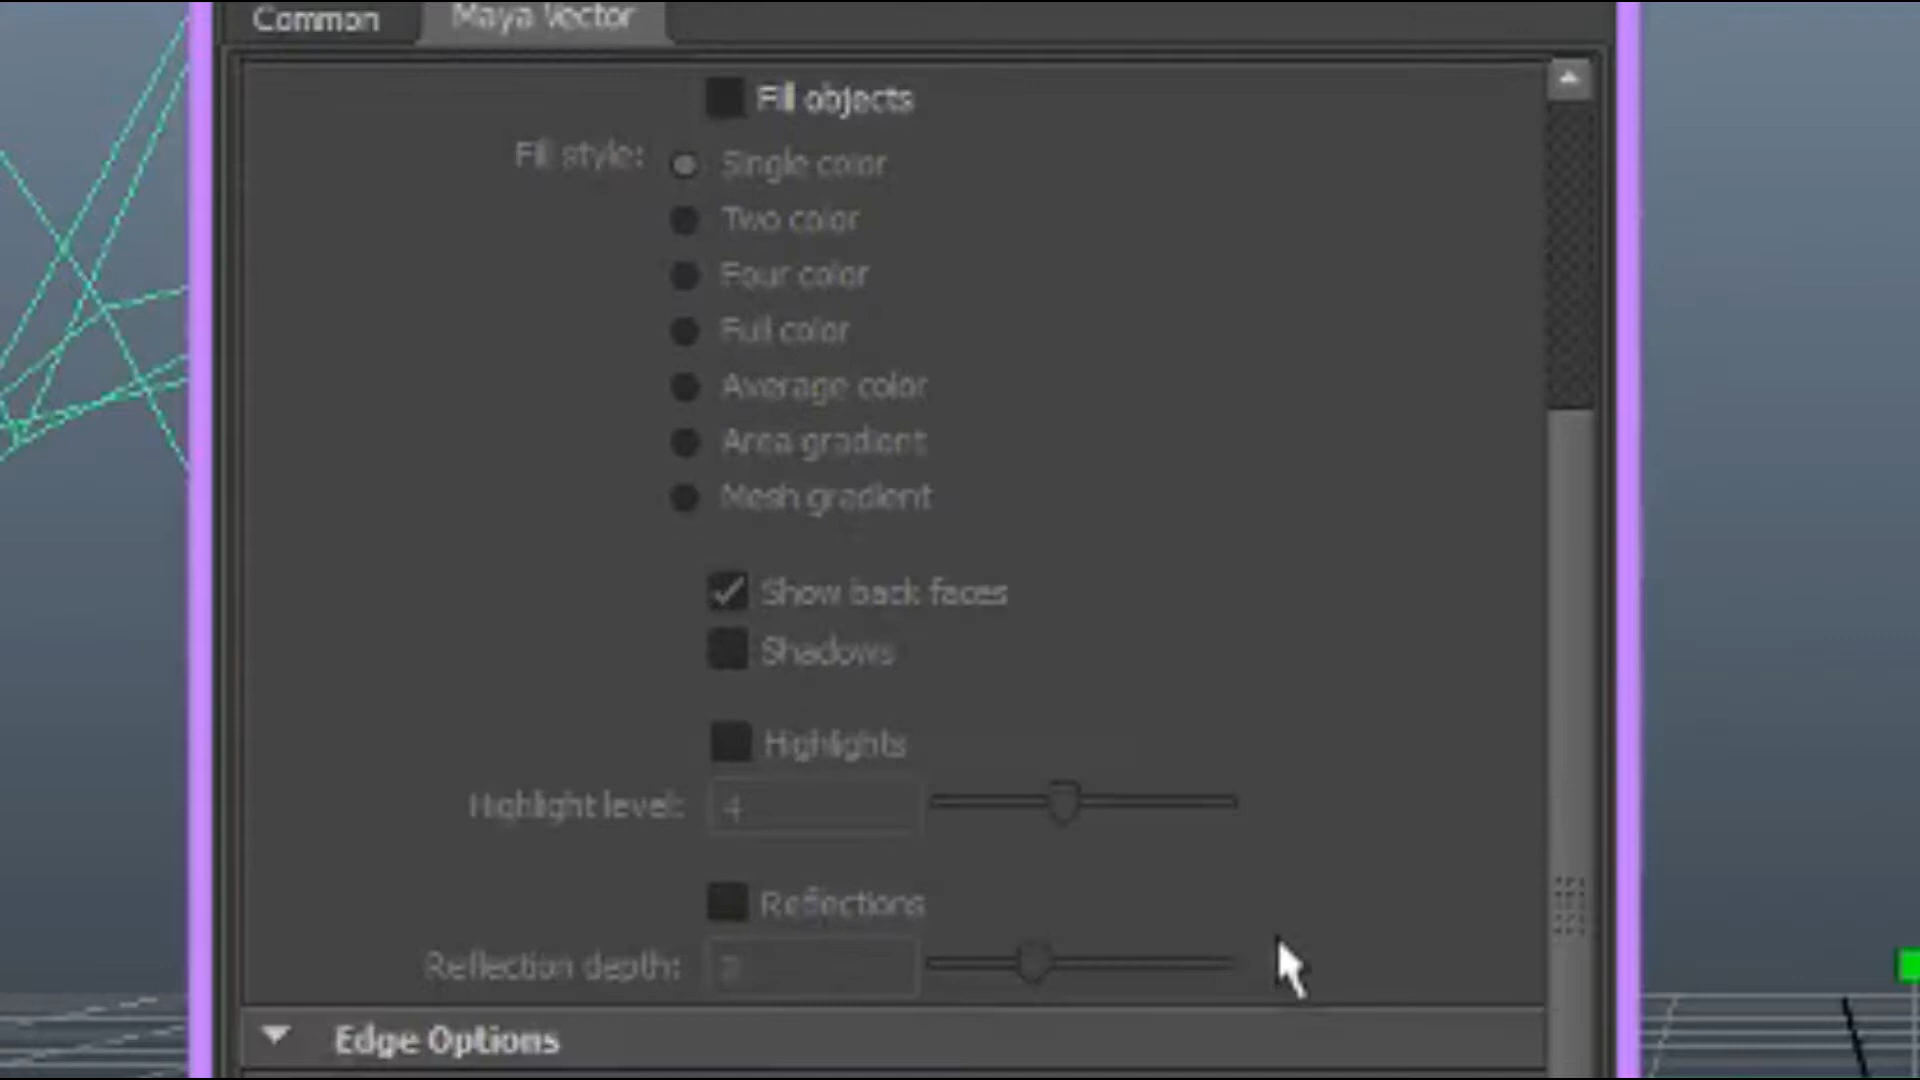 Common Maya Vector
Fill objects
Fill style: Single color
Two color
Four color
Full color
Average color
Area gradient
Mesh gradient
Show back faces
Shadows
Highlights
Highlight level: 4
Reflections
Reflection depth:
Edge Options